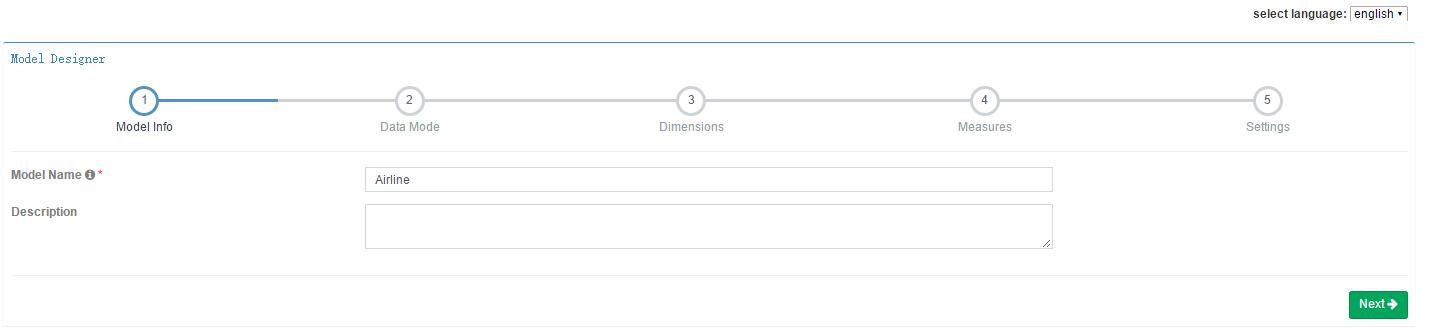 select language: english
Model Designer
1 2 3 4 5
Model Info Data Mode Dimensions Measures Settings
Model Name *
Airline
Description
Next